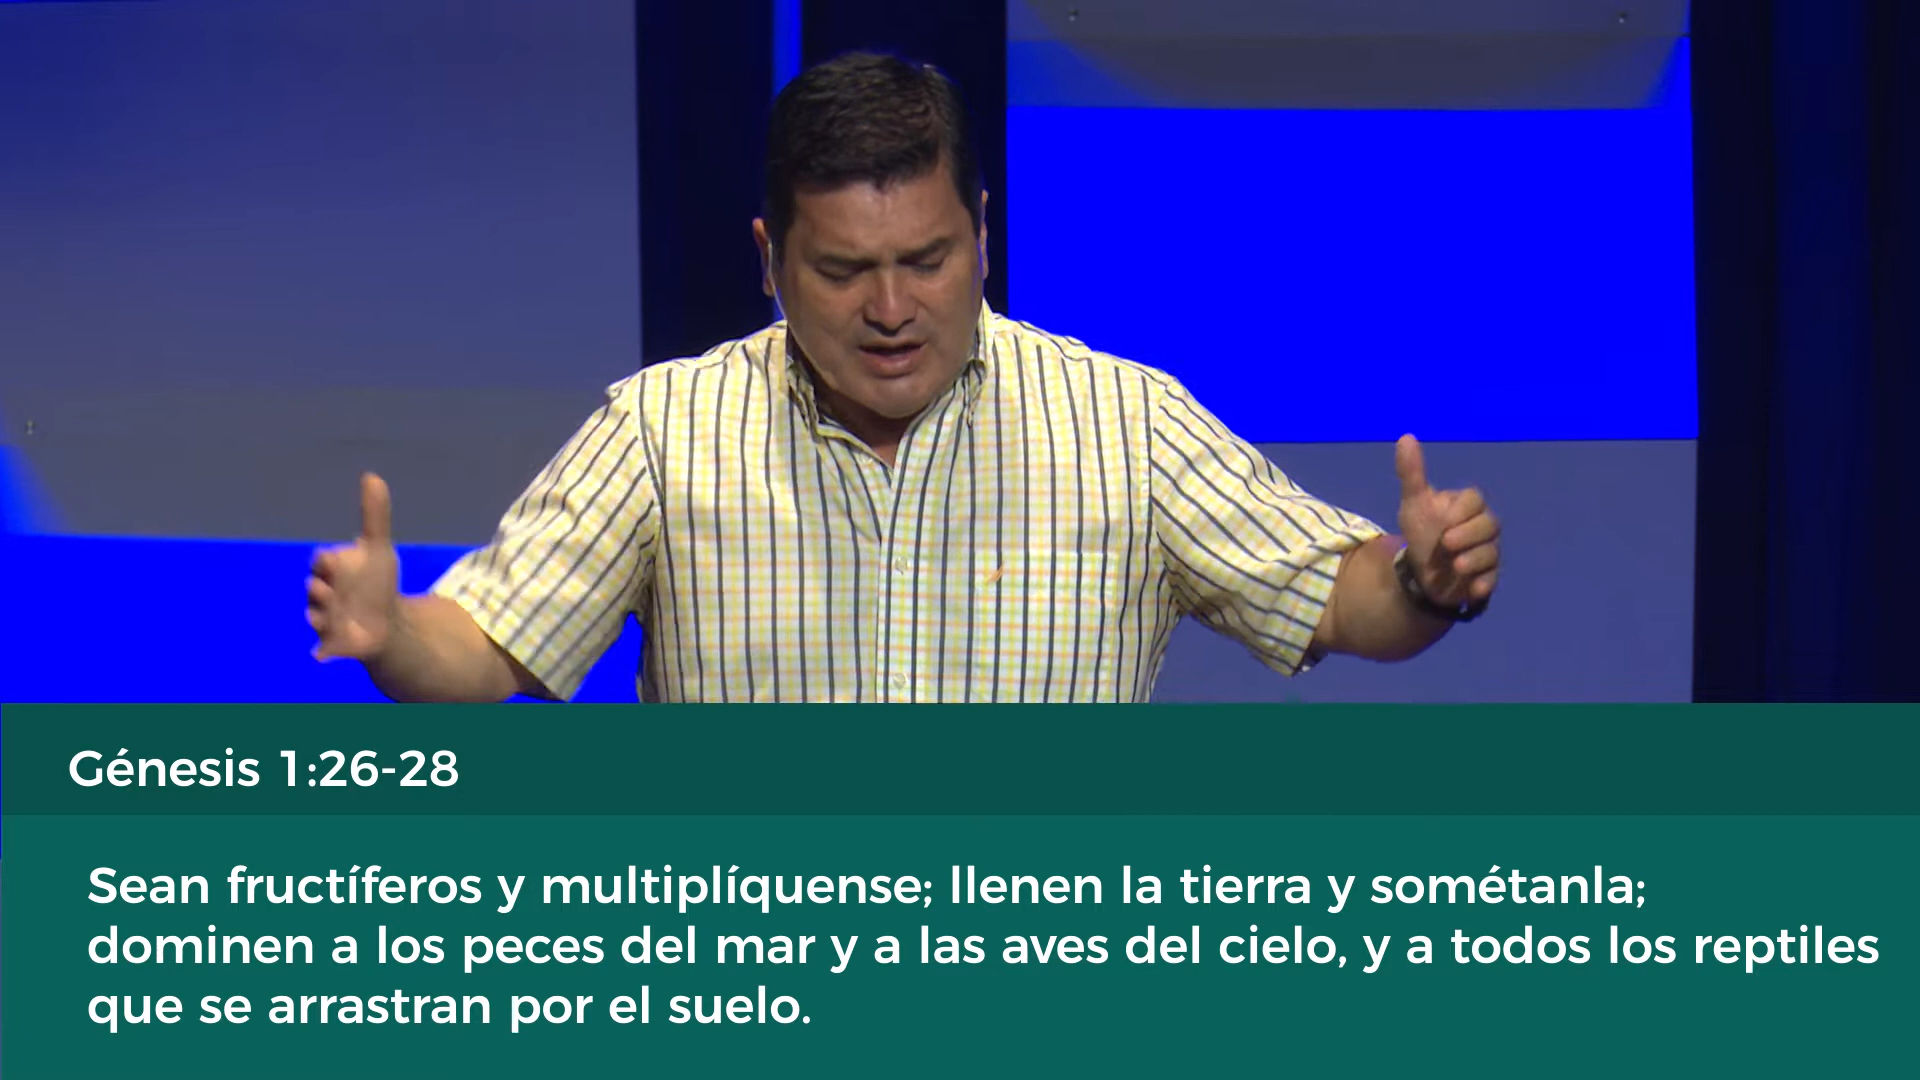 Génesis 1:26-28
Sean fructíferos y multiplíquense; llenen la tierra y sométanla;
dominen a los peces del mar y a las aves del cielo, y a todos los reptiles
que se arrastran por el suelo.